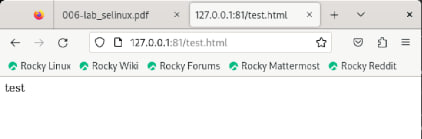 006-lab_selinux.pdf × 127.0.0.1:81/test.html ×
127.0.0.1:81/test.html
Rocky Linux Rocky Wiki Rocky Forums Rocky Mattermost Rocky Reddit
test